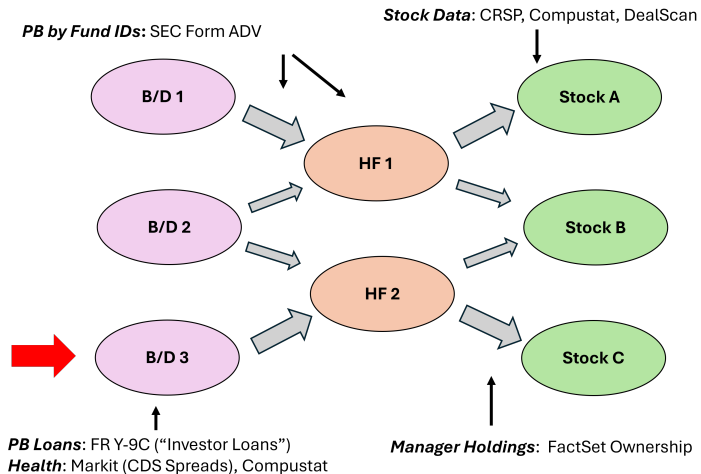 Stock Data: CRSP, Compustat, DealScan
PB by Fund IDs: SEC Form ADV
B/D 1
Stock A
HF 1
B/D 2
Stock B
HF 2
B/D 3
Stock C
PB Loans: FR Y-9C (“Investor Loans”)
Health: Markit (CDS Spreads), Compustat
Manager Holdings:  FactSet Ownership